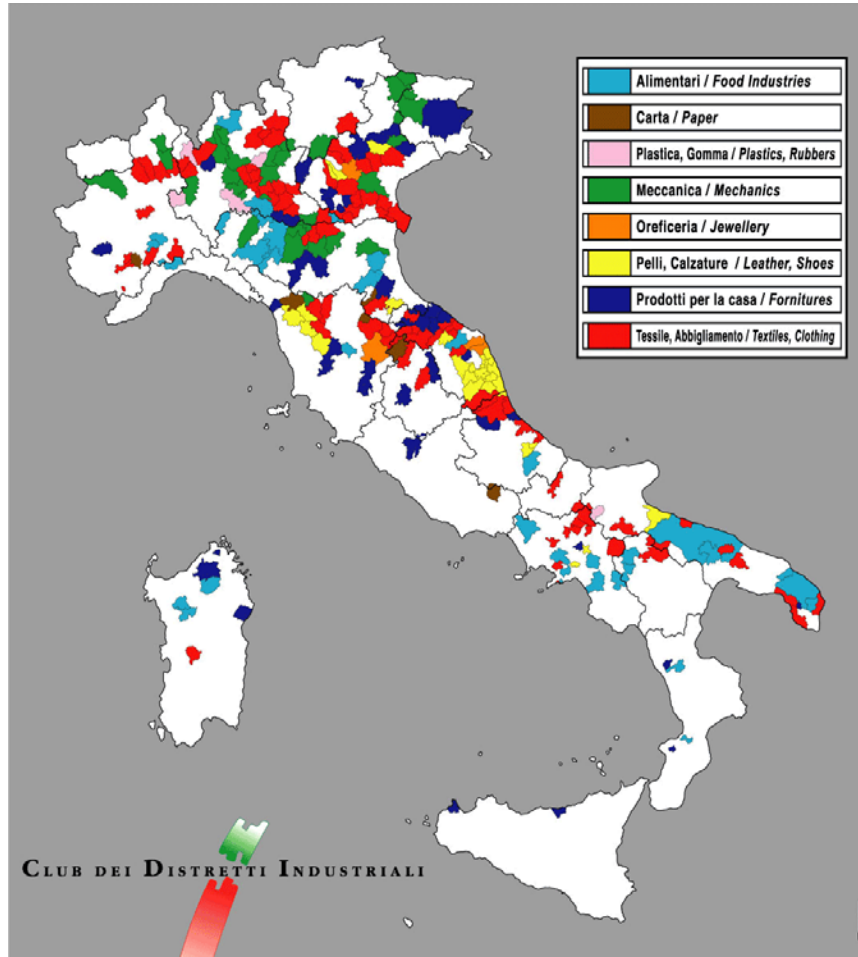 Alimentari / Food Industries
Carta / Paper
Plastica, Gomma / Plastics, Rubbers
Meccanica / Mechanics
Oreficeria / Jewellery
Pelli, Calzature / Leather, Shoes
Prodotti per la casa / Fornitures
Tessile, Abbigliamento / Textiles, Clothing
CLUB DEI DISTRETTI INDUSTRIALI